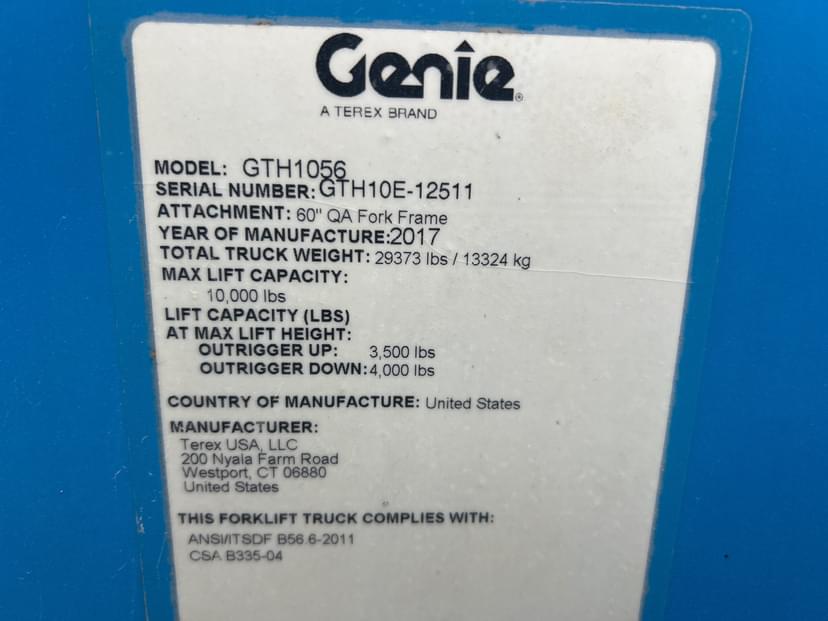 Genie®
A TEREX BRAND
MODEL: GTH1056
SERIAL NUMBER: GTH10E-12511
ATTACHMENT: 60" QA Fork Frame
YEAR OF MANUFACTURE:2017
TOTAL TRUCK WEIGHT: 29373 lbs / 13324 kg
MAX LIFT CAPACITY:
10,000 lbs
LIFT CAPACITY (LBS)
AT MAX LIFT HEIGHT:
OUTRIGGER UP: 3,500 lbs
OUTRIGGER DOWN: 4,000 lbs
COUNTRY OF MANUFACTURE: United States
MANUFACTURER:
Terex USA, LLC
200 Nyala Farm Road
Westport, CT 06880
United States
THIS FORKLIFT TRUCK COMPLIES WITH:
ANSI/ITSDF B56.6-2011
CSA B335-04